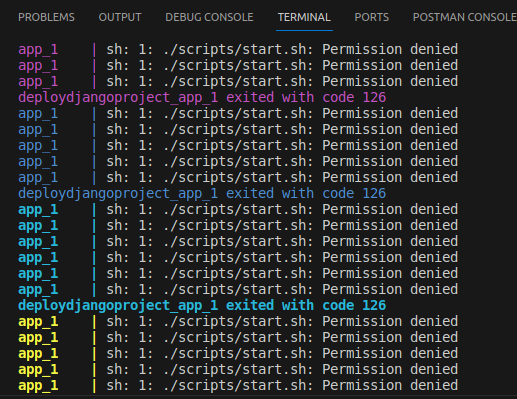 PROBLEMS OUTPUT DEBUG CONSOLE TERMINAL PORTS POSTMAN CONSOLE
app_1 | sh: 1: ./scripts/start.sh: Permission denied
app_1 | sh: 1: ./scripts/start.sh: Permission denied
app_1 | sh: 1: ./scripts/start.sh: Permission denied
deploydjangoproject_app_1 exited with code 126
app_1 | sh: 1: ./scripts/start.sh: Permission denied
app_1 | sh: 1: ./scripts/start.sh: Permission denied
app_1 | sh: 1: ./scripts/start.sh: Permission denied
app_1 | sh: 1: ./scripts/start.sh: Permission denied
app_1 | sh: 1: ./scripts/start.sh: Permission denied
deploydjangoproject_app_1 exited with code 126
app_1 | sh: 1: ./scripts/start.sh: Permission denied
app_1 | sh: 1: ./scripts/start.sh: Permission denied
app_1 | sh: 1: ./scripts/start.sh: Permission denied
app_1 | sh: 1: ./scripts/start.sh: Permission denied
app_1 | sh: 1: ./scripts/start.sh: Permission denied
app_1 | sh: 1: ./scripts/start.sh: Permission denied
deploydjangoproject_app_1 exited with code 126
app_1 | sh: 1: ./scripts/start.sh: Permission denied
app_1 | sh: 1: ./scripts/start.sh: Permission denied
app_1 | sh: 1: ./scripts/start.sh: Permission denied
app_1 | sh: 1: ./scripts/start.sh: Permission denied
app_1 | sh: 1: ./scripts/start.sh: Permission denied